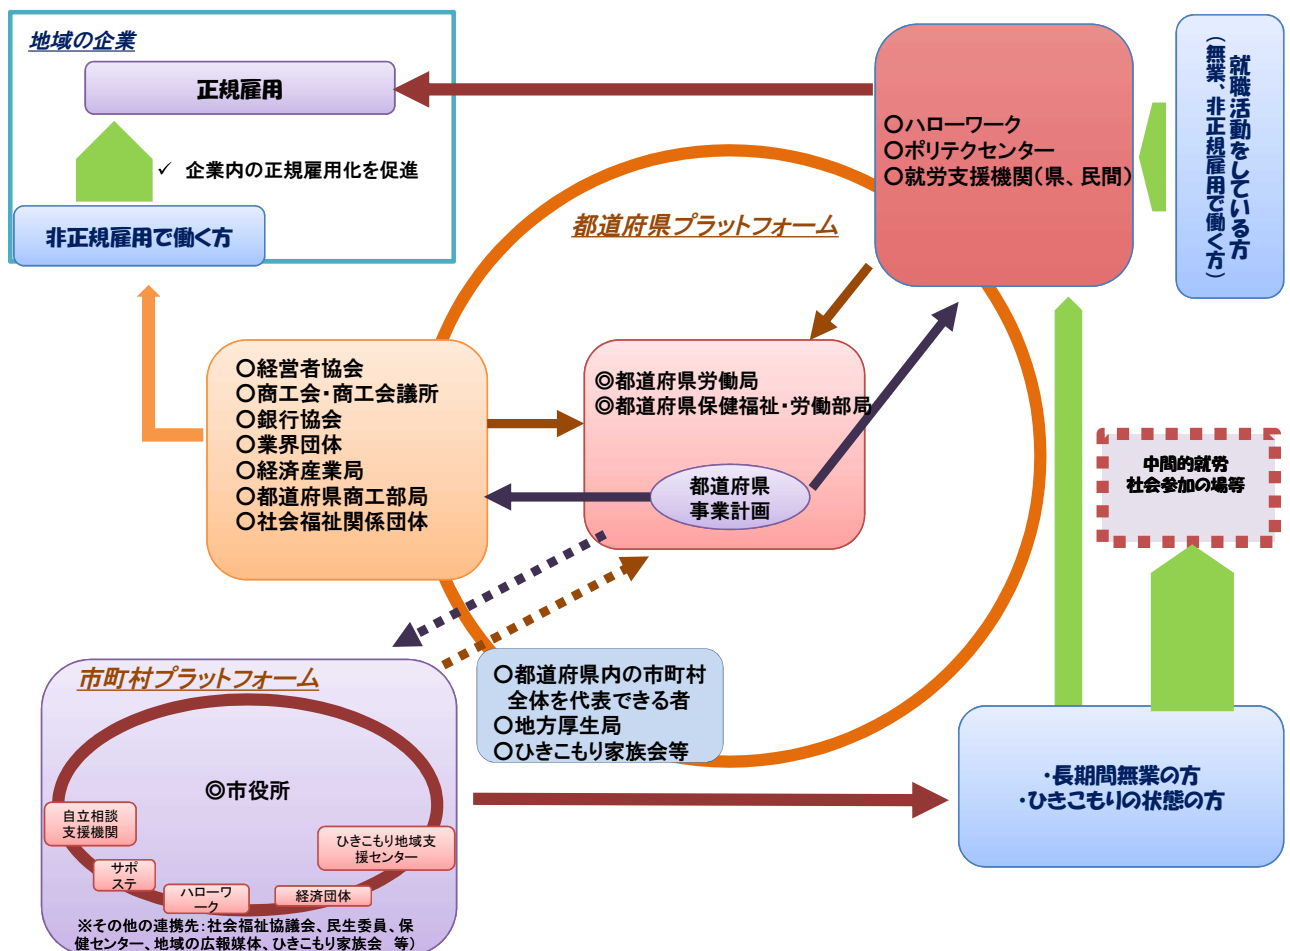 地域の企業
正規雇用
✓ 企業内の正規雇用化を促進
非正規雇用で働く方
都道府県プラットフォーム
〇ハローワーク
〇ポリテクセンター
〇就労支援機関(県、民間)
就職活動をしている方
(無業、非正規雇用で働く方)
〇経営者協会
〇商工会・商工会議所
〇銀行協会
〇業界団体
〇経済産業局
〇都道府県商工部局
〇社会福祉関係団体
◎都道府県労働局
◎都道府県保健福祉・労働部局
都道府県
事業計画
中間的就労
社会参加の場等
〇都道府県内の市町村
全体を代表できる者
〇地方厚生局
〇ひきこもり家族会等
市町村プラットフォーム
◎市役所
自立相談
支援機関
サポ
ステ
ハローワ
ーク
経済団体
ひきこもり地域支
援センター
※その他の連携先:社会福祉協議会、民生委員、保
健センター、地域の広報媒体、ひきこもり家族会 等)
・長期間無業の方
・ひきこもりの状態の方